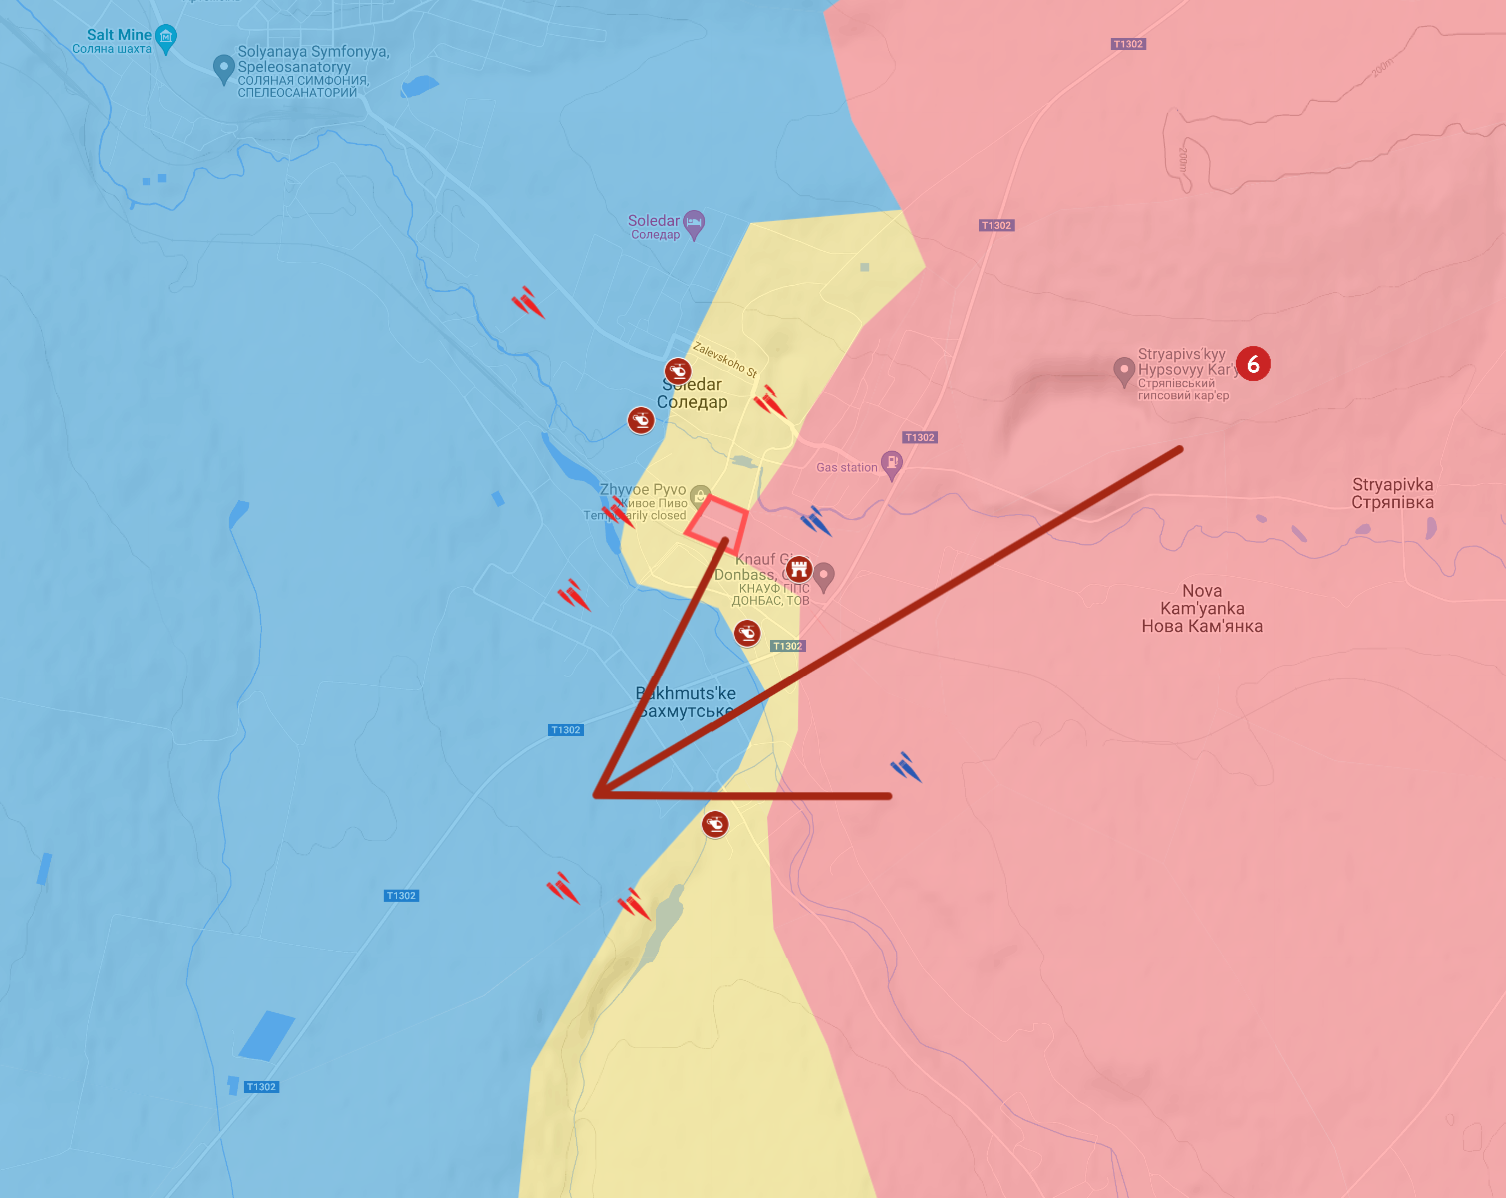 Salt Mine
Соляна шахта
Solyanaya Symfonyya,
Speleosanatoryy
СОЛЯНАЯ СИМФОНИЯ,
СПЕЛЕОСАНАТОРИЙ
T1302
200m
200m
Soledar
Соледар
T1302
Zalevskoho St
Stryapivs'kyy
Hypsovyy Kar'y
Стряпівський
гипсовий кар'єр
6
Soledar
Соледар
T1302
Gas station
Zhyvoe Pyvo
Живое Пиво
Temporarily closed
Stryapivka
Стряпівка
Knauf
Donbass,
КНАУФ ГІПС
ДОНБАС, ТОВ
Nova
Kam'yanka
Нова Кам'янка
T1302
Bakhmuts'ke
Бахмутське
T1302
T1302
T1302